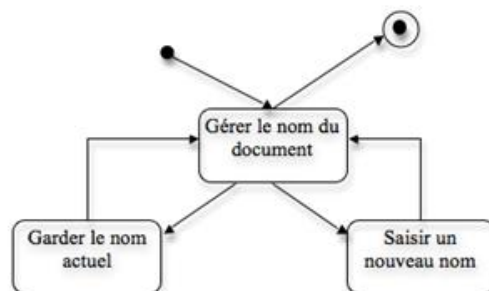 Gérer le nom du
document
Garder le nom
actuel
Saisir un
nouveau nom